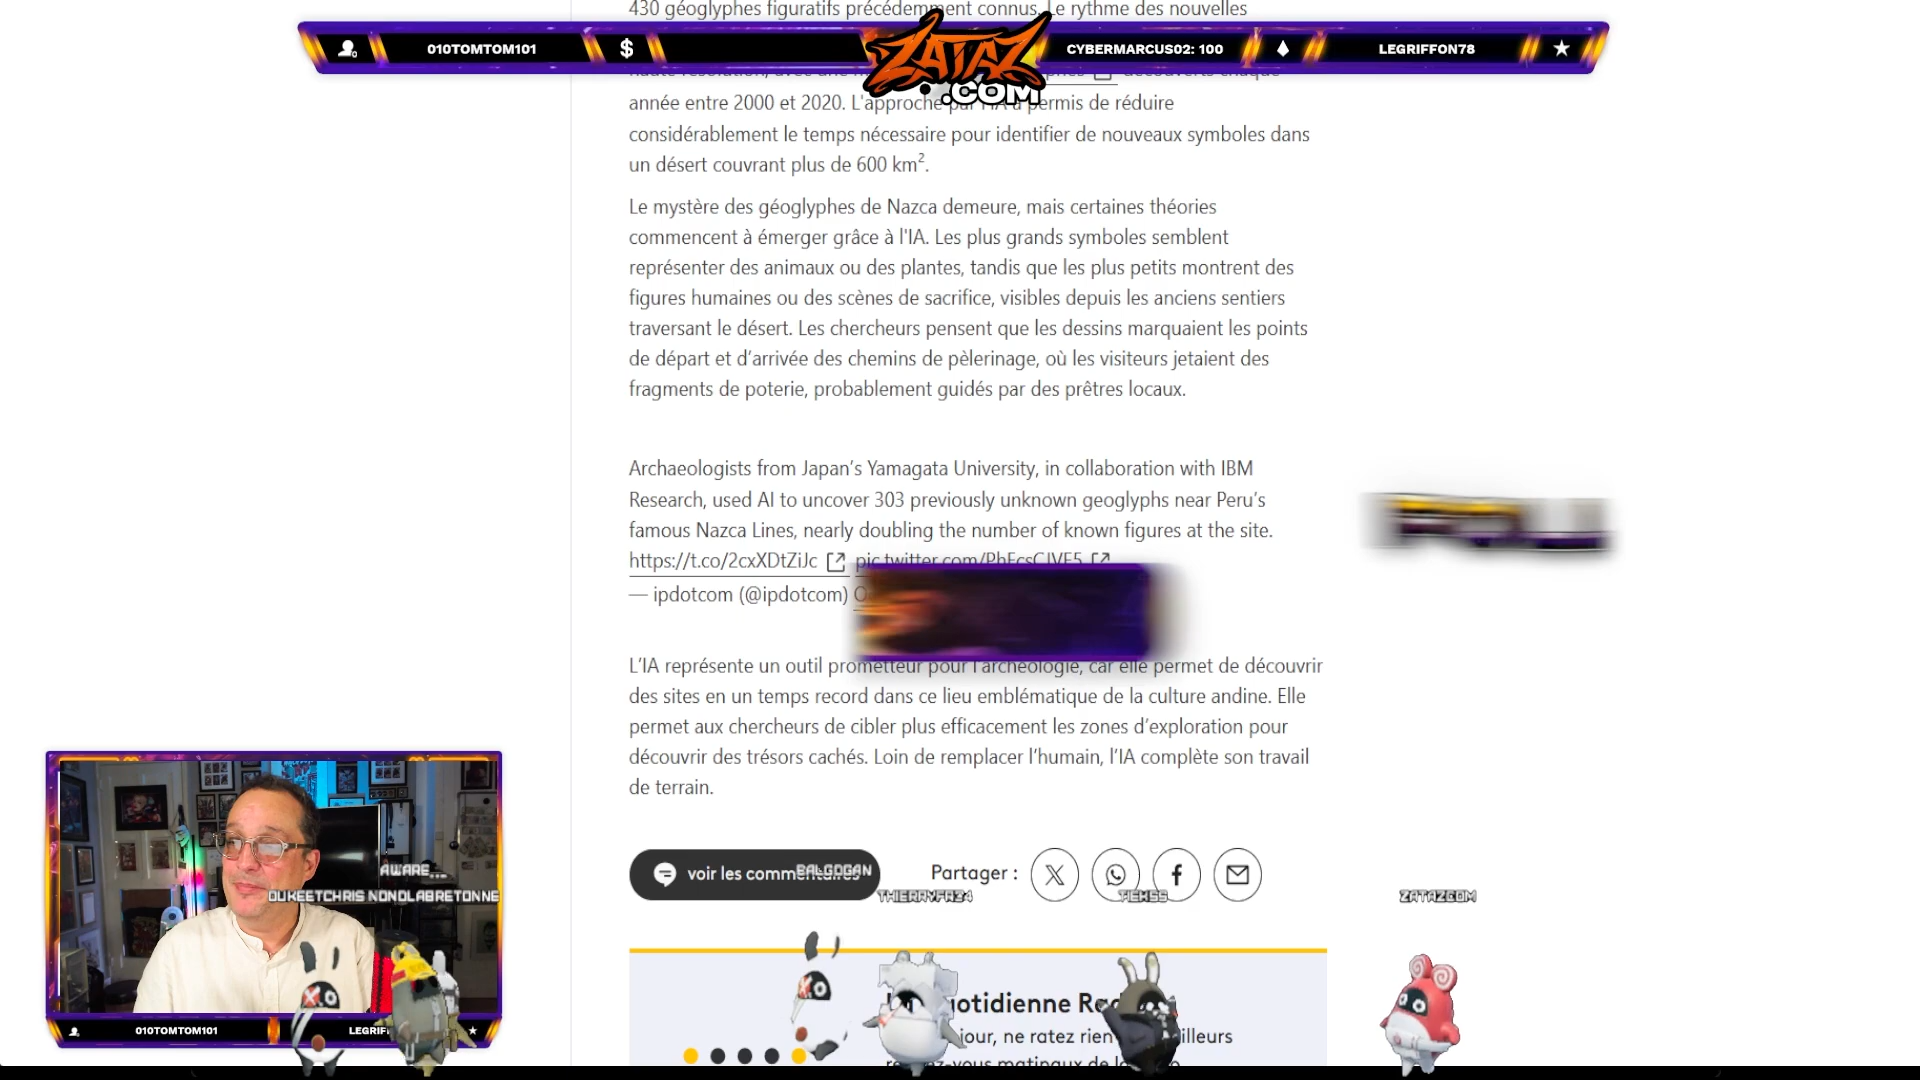 430 géoglyphes figuratifs précédemment connus. Le rythme des nouvelles
010TOMTOM101
$
ZATAZ
.COM
CYBERMARCUS02: 100
LEGRIFFON78
haute résolution, avec une
découverts chaque
année entre 2000 et 2020. L'approche par l'IA a permis de réduire
considérablement le temps nécessaire pour identifier de nouveaux symboles dans
un désert couvrant plus de 600 km².
Le mystère des géoglyphes de Nazca demeure, mais certaines théories
commencent à émerger grâce à l'IA. Les plus grands symboles semblent
représenter des animaux ou des plantes, tandis que les plus petits montrent des
figures humaines ou des scènes de sacrifice, visibles depuis les anciens sentiers
traversant le désert. Les chercheurs pensent que les dessins marquaient les points
de départ et d’arrivée des chemins de pèlerinage, où les visiteurs jetaient des
fragments de poterie, probablement guidés par des prêtres locaux.
Archaeologists from Japan’s Yamagata University, in collaboration with IBM
Research, used AI to uncover 303 previously unknown geoglyphs near Peru’s
famous Nazca Lines, nearly doubling the number of known figures at the site.
https://t.co/2cxXDtZiJc pic.twitter.com/PhEcsCJVE5
— ipdotcom (@ipdotcom)
L’IA représente un outil prometteur pour l’archéologie, car elle permet de découvrir
des sites en un temps record dans ce lieu emblématique de la culture andine. Elle
permet aux chercheurs de cibler plus efficacement les zones d’exploration pour
découvrir des trésors cachés. Loin de remplacer l’humain, l’IA complète son travail
de terrain.
voir les commentaires
BALGOGAN
Partager :
THIERRYFR24
TIEKSS
ZATAZCOM
AWARE...
OUKEETCHRIS NONOLABRETONNE
010TOMTOM101
LEGRIFF
uotidienne
jour, ne ratez rien
illeurs